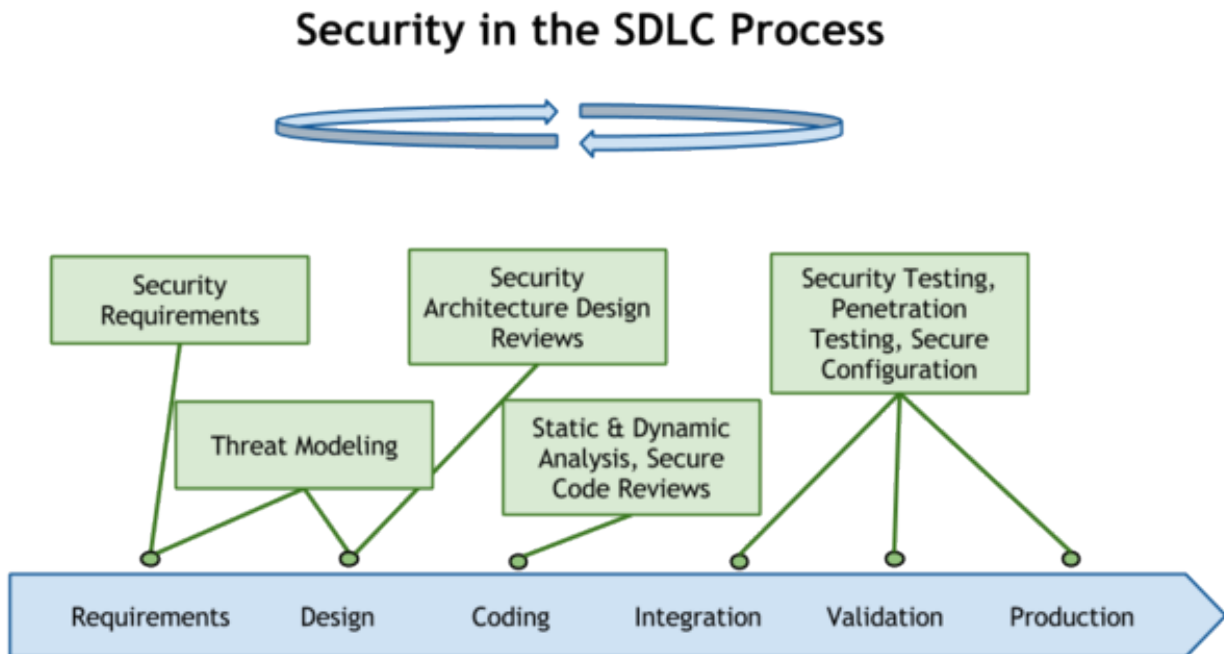 Security in the SDLC Process
Security
Requirements
Security
Architecture Design
Reviews
Security Testing,
Penetration
Testing, Secure
Configuration
Threat Modeling
Static & Dynamic
Analysis, Secure
Code Reviews
Requirements
Design
Coding
Integration
Validation
Production